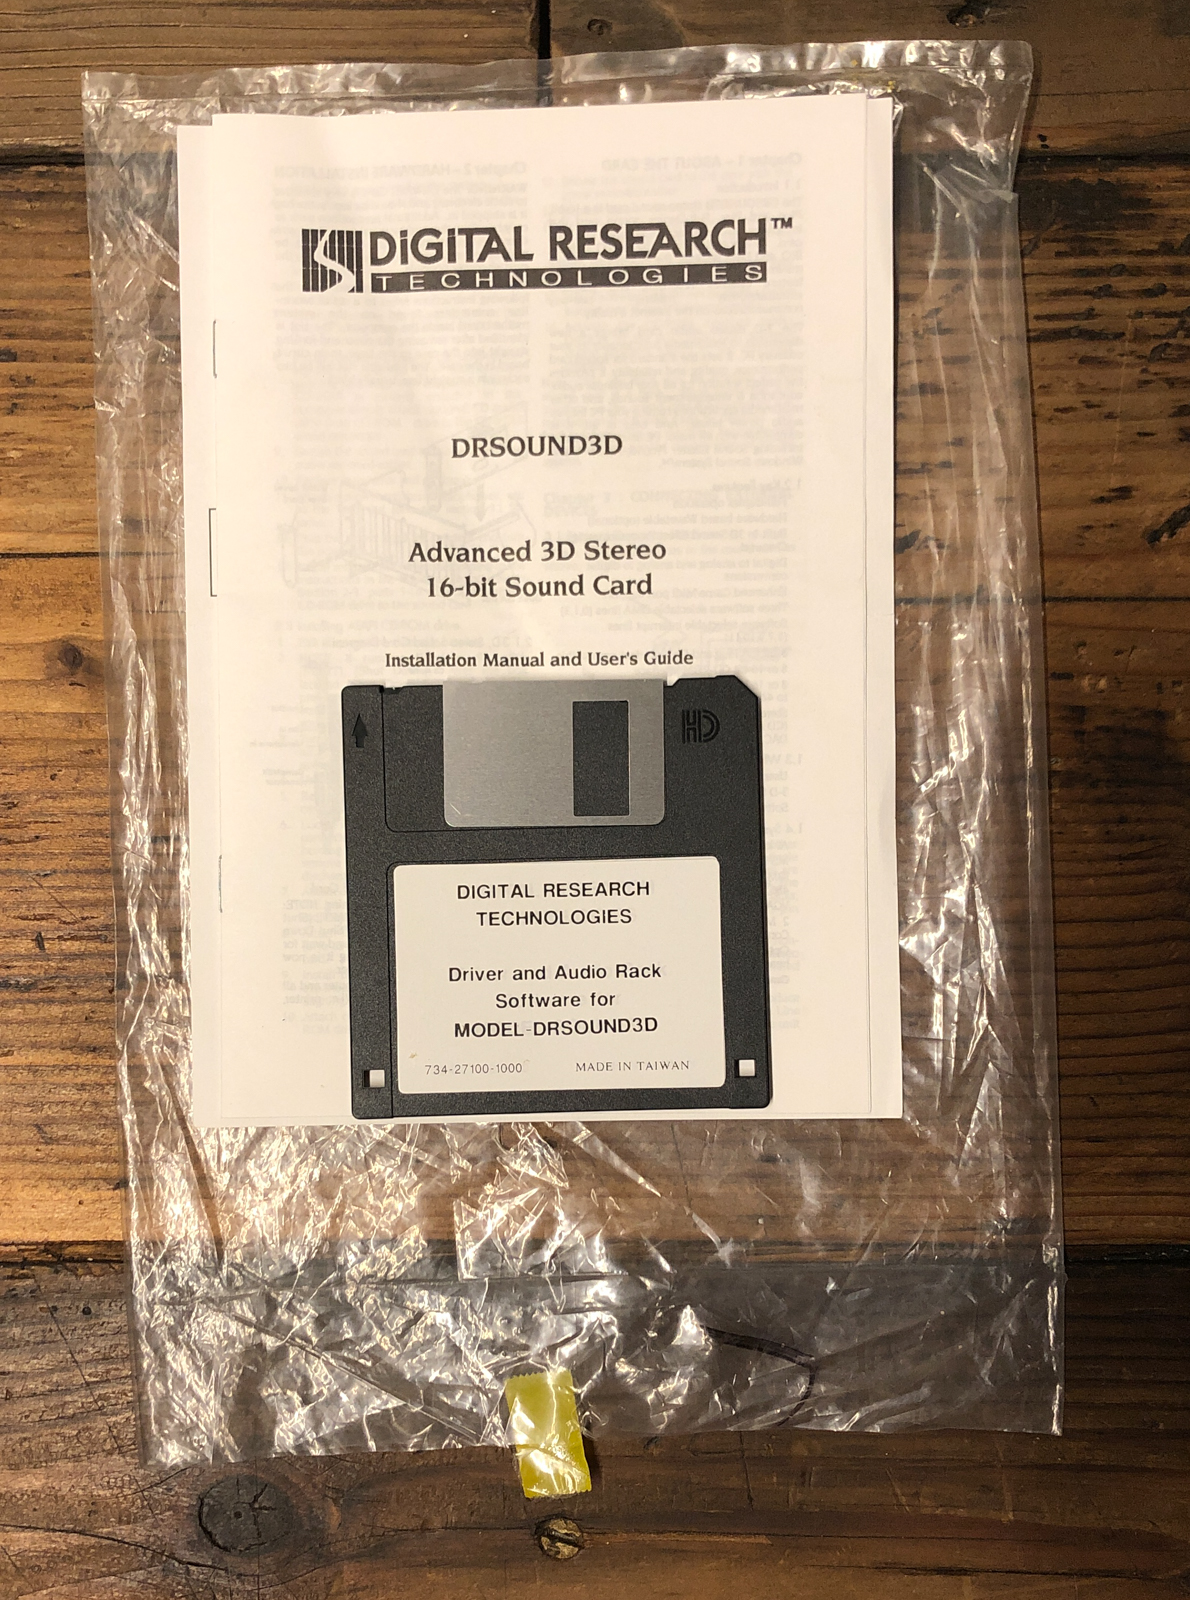 DiGiTAL RESEARCH™
TECHNOLOGIES
DRSOUND3D
Advanced 3D Stereo
16-bit Sound Card
Installation Manual and User's Guide
HD
DIGITAL RESEARCH
TECHNOLOGIES
Driver and Audio Rack
Software for
MODEL-DRSOUND3D
734-27100-1000 MADE IN TAIWAN